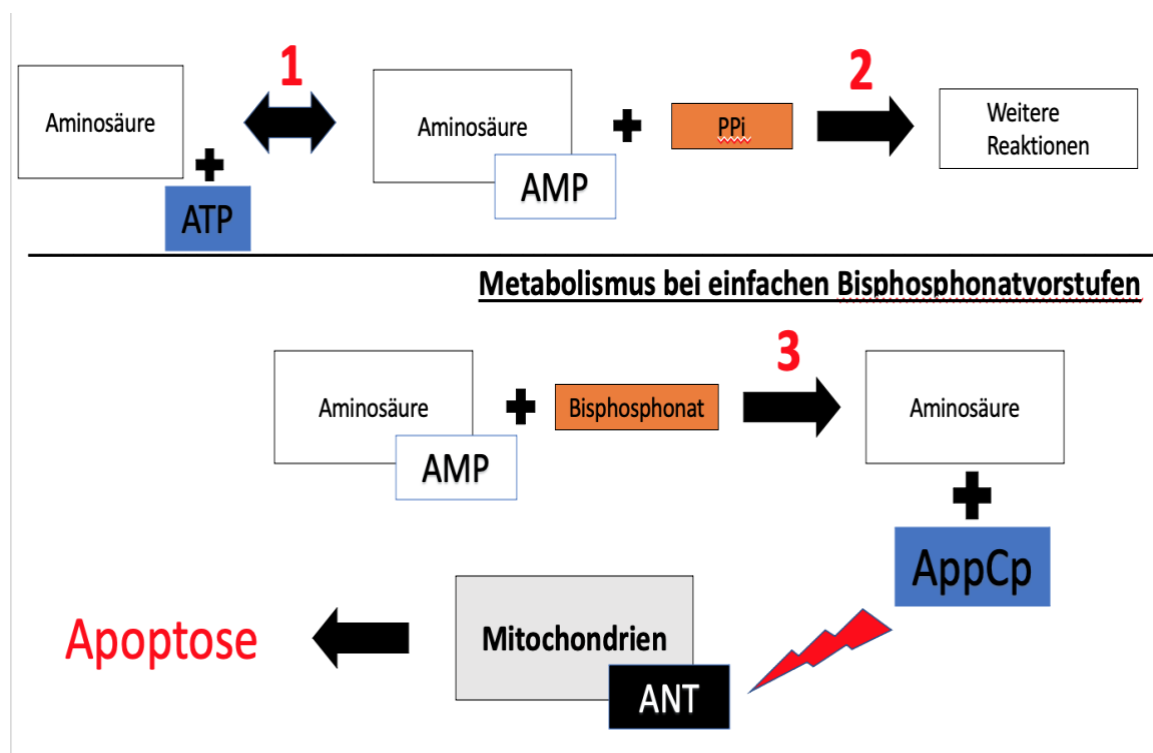 1
2
Aminosäure
+
ATP
Aminosäure
AMP
+
PPi
Weitere
Reaktionen
Metabolismus bei einfachen Bisphosphonatvorstufen
3
Aminosäure
AMP
+
Bisphosphonat
Aminosäure
+
AppCp
Apoptose
Mitochondrien
ANT